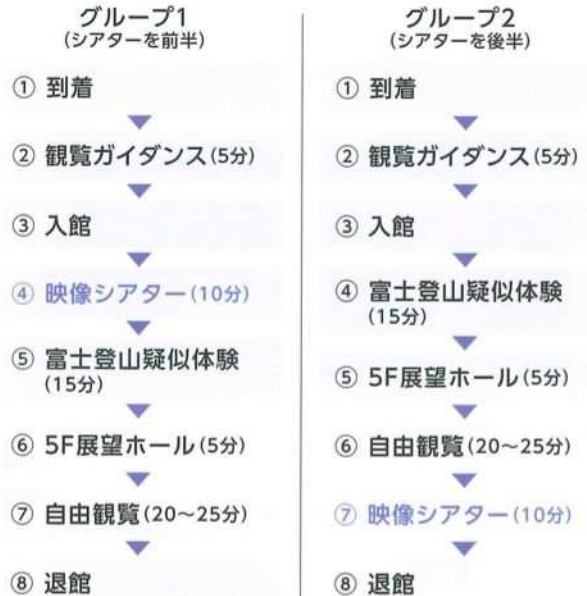 グループ1
(シアターを前半)
① 到着
② 観覧ガイダンス(5分)
③ 入館
④ 映像シアター(10分)
⑤ 富士登山疑似体験
(15分)
⑥ 5F展望ホール(5分)
⑦ 自由観覧(20〜25分)
⑧ 退館
グループ2
(シアターを後半)
① 到着
② 観覧ガイダンス(5分)
③ 入館
④ 富士登山疑似体験
(15分)
⑤ 5F展望ホール(5分)
⑥ 自由観覧(20〜25分)
⑦ 映像シアター(10分)
⑧ 退館